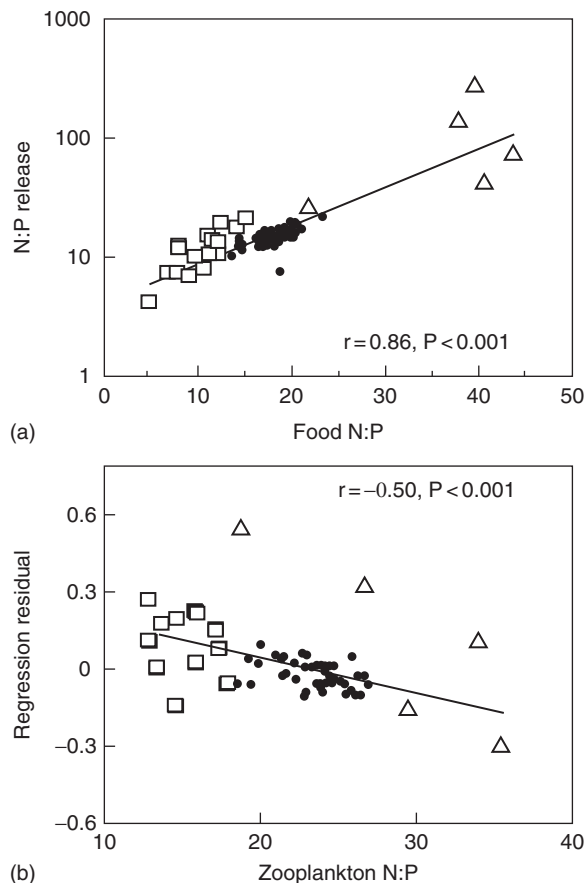 1000
100
10
1
N:P release
r=0.86, P<0.001
0 10 20 30 40 50
(a)
Food N:P
r=−0.50, P<0.001
0.6
0.3
0
−0.3
−0.6
Regression residual
10 20 30 40
(b)
Zooplankton N:P